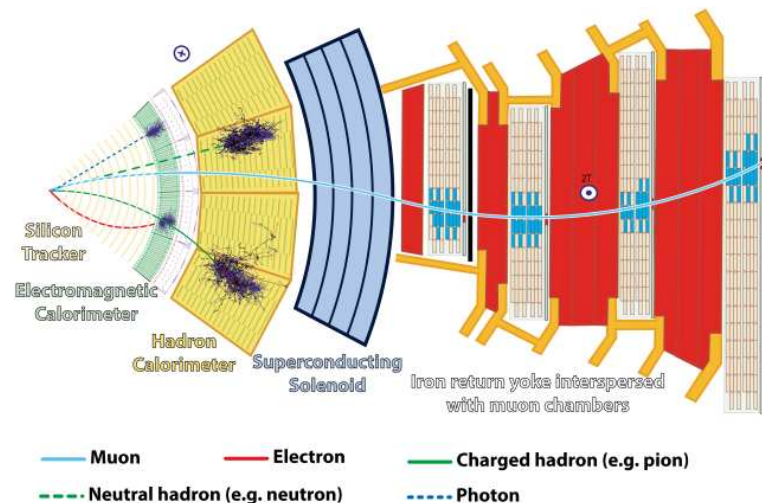 2T
Silicon
Tracker
Electromagnetic
Calorimeter
Hadron
Calorimeter
Superconducting
Solenoid
Iron return yoke interspersed
with muon chambers
Muon
Electron
Charged hadron (e.g. pion)
Neutral hadron (e.g. neutron)
Photon